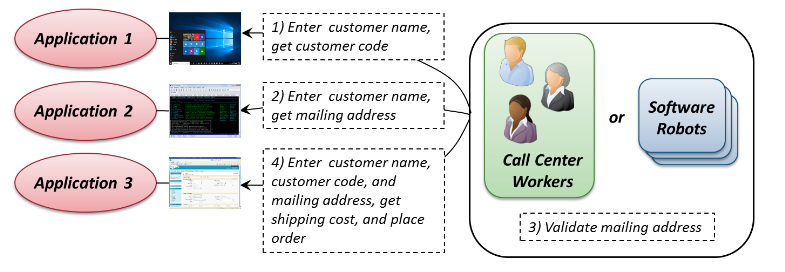 Application 1
1) Enter customer name,
get customer code
Application 2
2) Enter customer name,
get mailing address
Application 3
4) Enter customer name,
customer code, and
mailing address, get
shipping cost, and place
order
Call Center
Workers
or
Software
Robots
3) Validate mailing address